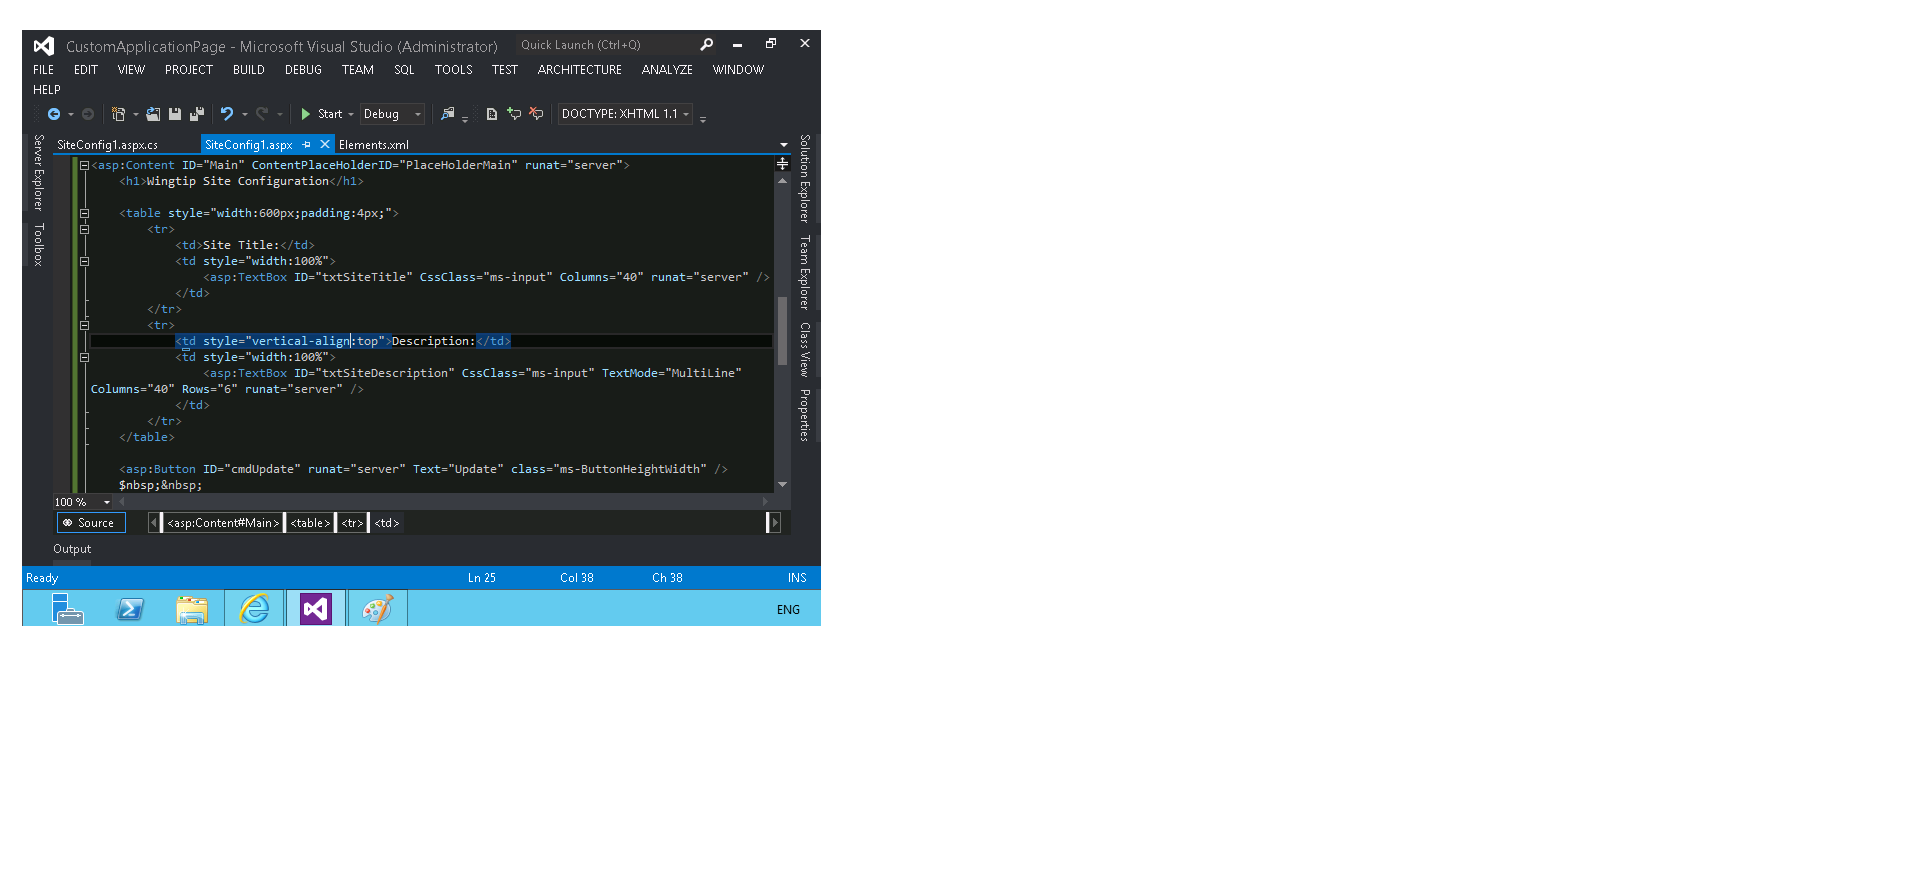 CustomApplicationPage - Microsoft Visual Studio (Administrator) Quick Launch (Ctrl+Q)
FILE EDIT VIEW PROJECT BUILD DEBUG TEAM SQL TOOLS TEST ARCHITECTURE ANALYZE WINDOW
HELP
Start Debug DOCTYPE: XHTML 1.1
SiteConfig1.aspx.cs SiteConfig1.aspx Elements.xml
Server Explorer
Toolbox
<asp:Content ID="Main" ContentPlaceHolderID="PlaceHolderMain" runat="server">
<h1>Wingtip Site Configuration</h1>
<table style="width:600px;padding:4px;">
<tr>
<td>Site Title:</td>
<td style="width:100%">
<asp:TextBox ID="txtSiteTitle" CssClass="ms-input" Columns="40" runat="server" />
</td>
</tr>
<tr>
<td style="vertical-align:top">Description:</td>
<td style="width:100%">
<asp:TextBox ID="txtSiteDescription" CssClass="ms-input" TextMode="MultiLine"
Columns="40" Rows="6" runat="server" />
</td>
</tr>
</table>
<asp:Button ID="cmdUpdate" runat="server" Text="Update" class="ms-ButtonHeightWidth" />
$nbsp;&nbsp;
Solution Explorer
Team Explorer
Class View
Properties
100 %
Source <asp:Content#Main> <table> <tr> <td>
Output
Ready Ln 25 Col 38 Ch 38 INS
ENG